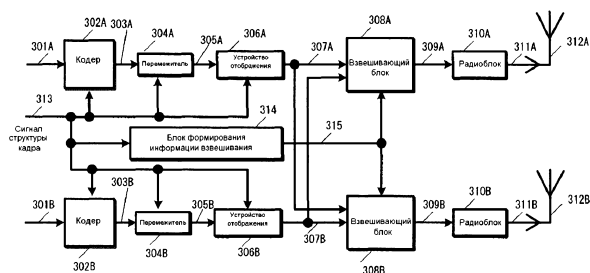 302A
308A
301A
303A
304A
305A
306A
307A
309A
310A
311A
312A
Кодер
Перемежитель
Устройство
отображения
Взвешивающий
блок
Радиоблок
313
314
315
Сигнал
структуры
кадра
Блок формирования
информации взвешивания
301B
303B
305B
307B
309B
310B
311B
312B
Кодер
Перемежитель
Устройство
отображения
Взвешивающий
блок
Радиоблок
302B
304B
306B
308B